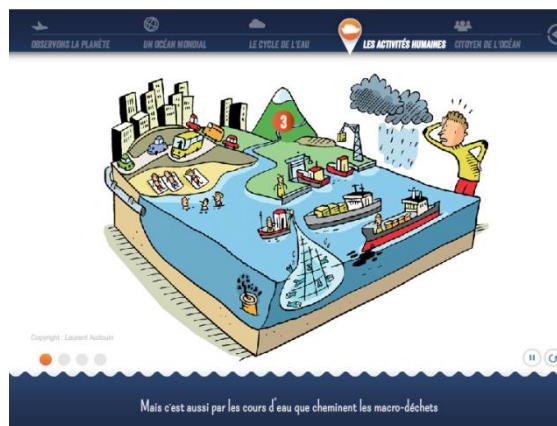 OBSERVONS LA PLANÈTE
UN OCÉAN MONDIAL
LE CYCLE DE L'EAU
LES ACTIVITÉS HUMAINES
CITOYEN DE L'OCÉAN
3
Copyright : Laurent Audouin
Mais c'est aussi par les cours d'eau que cheminent les macro-déchets